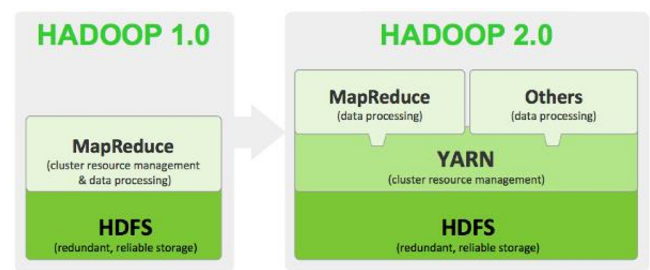 HADOOP 1.0
MapReduce
(cluster resource management
& data processing)
HDFS
(redundant, reliable storage)
HADOOP 2.0
MapReduce
(data processing)
Others
(data processing)
YARN
(cluster resource management)
HDFS
(redundant, reliable storage)